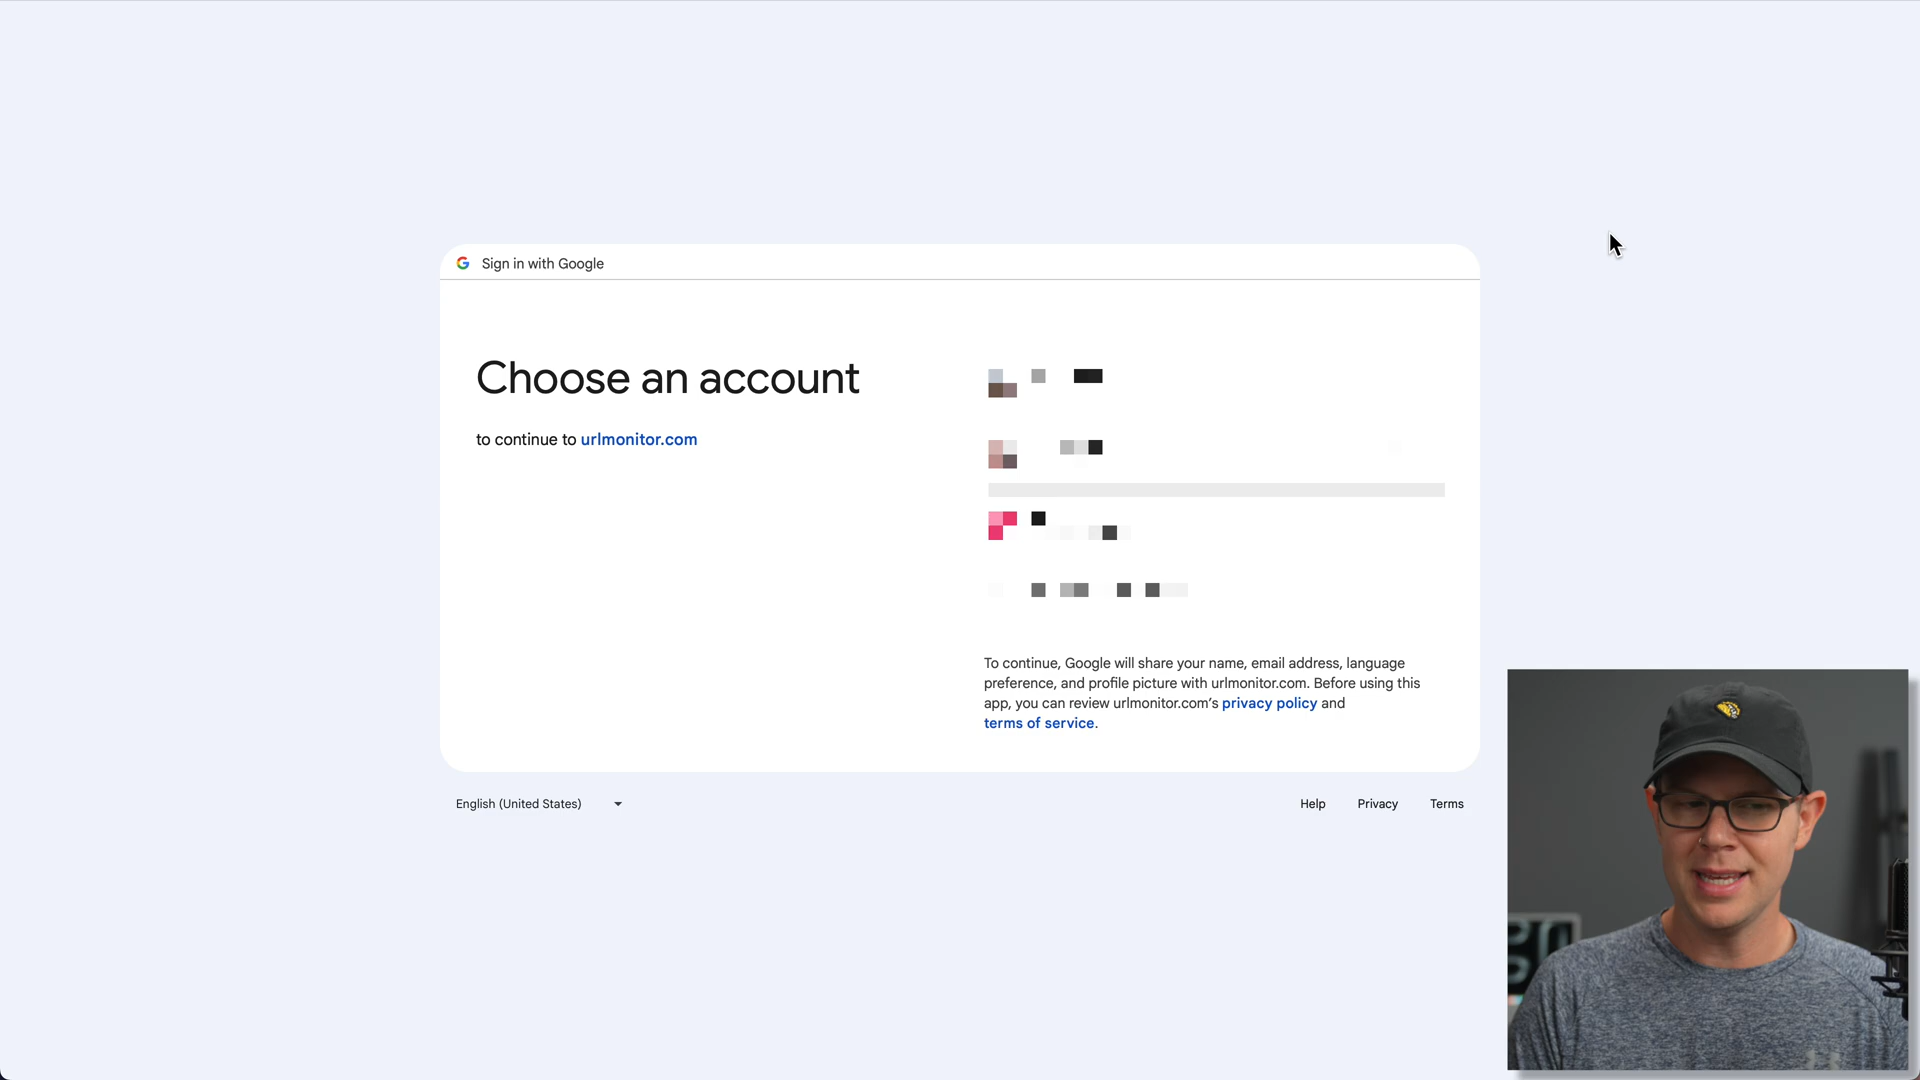 Sign in with Google
Choose an account
to continue to urlmonitor.com
To continue, Google will share your name, email address, language
preference, and profile picture with urlmonitor.com. Before using this
app, you can review urlmonitor.com’s privacy policy and
terms of service.
English (United States)
Help
Privacy
Terms